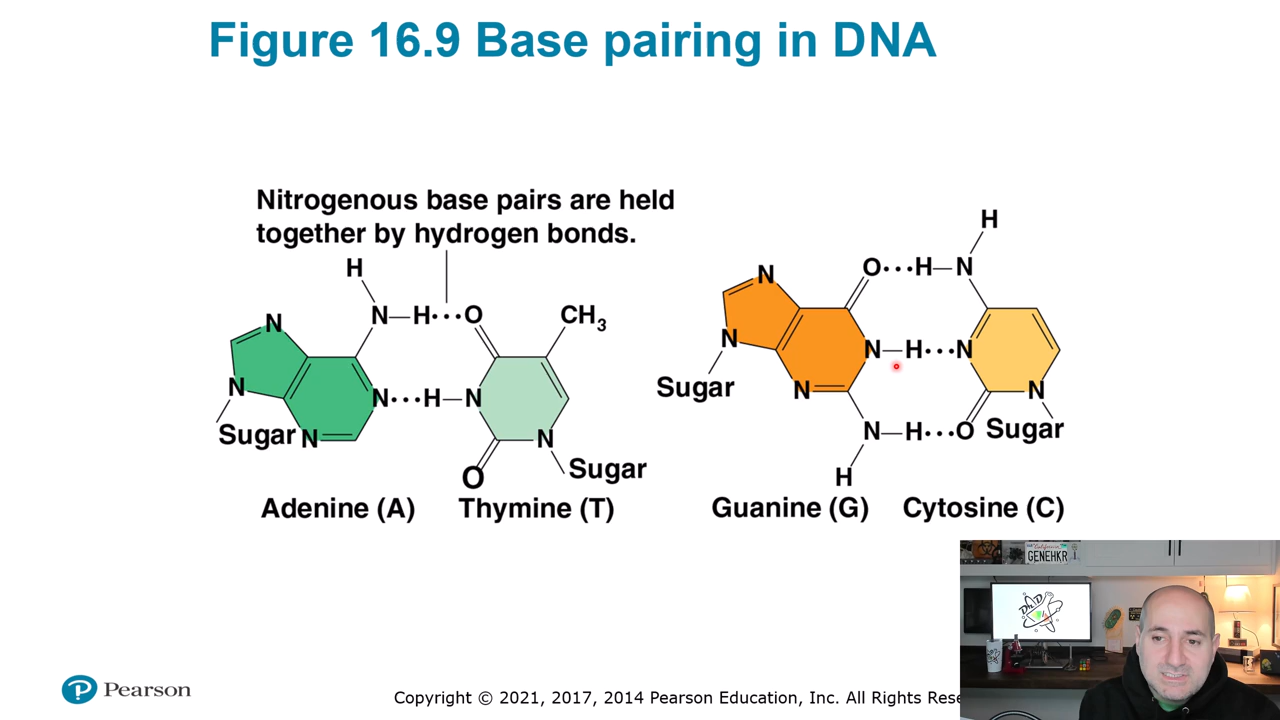 Figure 16.9 Base pairing in DNA
Nitrogenous base pairs are held
together by hydrogen bonds.
H
N—H•••O
CH3
N
N
N•••H—N
Sugar
N
N
O
Sugar
Adenine (A)
Thymine (T)
H
N
O•••H—N
N
N—H•••N
Sugar
N
N
N—H•••O
Sugar
H
Guanine (G)
Cytosine (C)
GENEHKR
Ph.D
Pearson
Copyright © 2021, 2017, 2014 Pearson Education, Inc. All Rights Rese